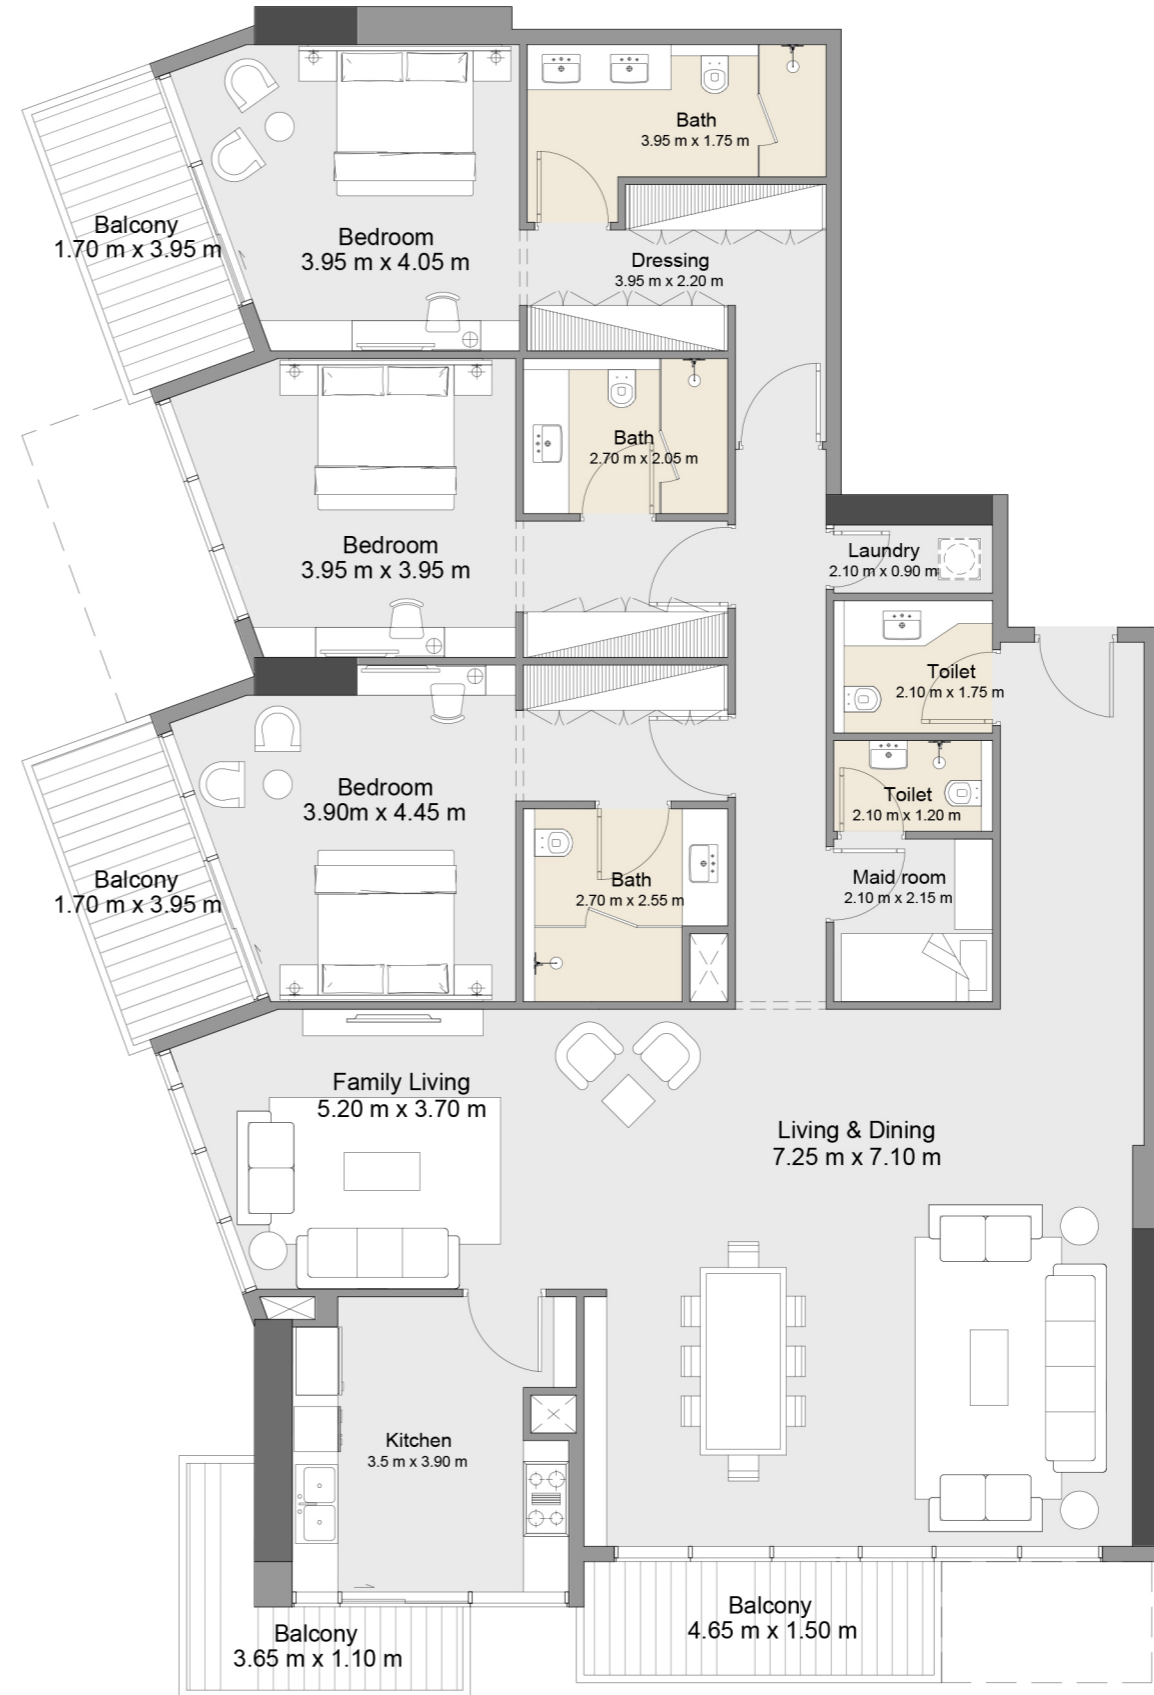 Bath
3.95 m x 1.75 m
Balcony
1.70 m x 3.95 m
Bedroom
3.95 m x 4.05 m
Dressing
3.95 m x 2.20 m
Bath
2.70 m x 2.05 m
Bedroom
3.95 m x 3.95 m
Laundry
2.10 m x 0.90 m
Toilet
2.10 m x 1.75 m
Bedroom
3.90m x 4.45 m
Toilet
2.10 m x 1.20 m
Balcony
1.70 m x 3.95 m
Bath
2.70 m x 2.55 m
Maid room
2.10 m x 2.15 m
Family Living
5.20 m x 3.70 m
Living & Dining
7.25 m x 7.10 m
Kitchen
3.5 m x 3.90 m
Balcony
4.65 m x 1.50 m
Balcony
3.65 m x 1.10 m